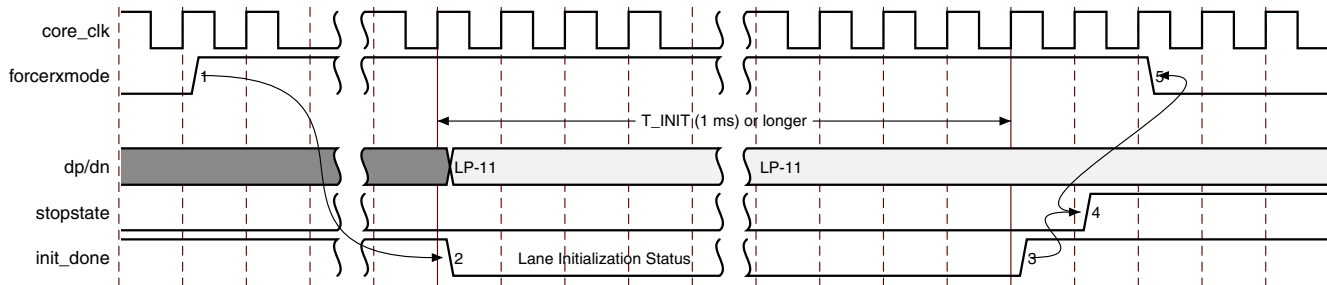 core_clk
forcerxmode 1 5
T_INIT (1 ms) or longer
dp/dn LP-11 LP-11
stopstate 4
init_done 2 Lane Initialization Status 3